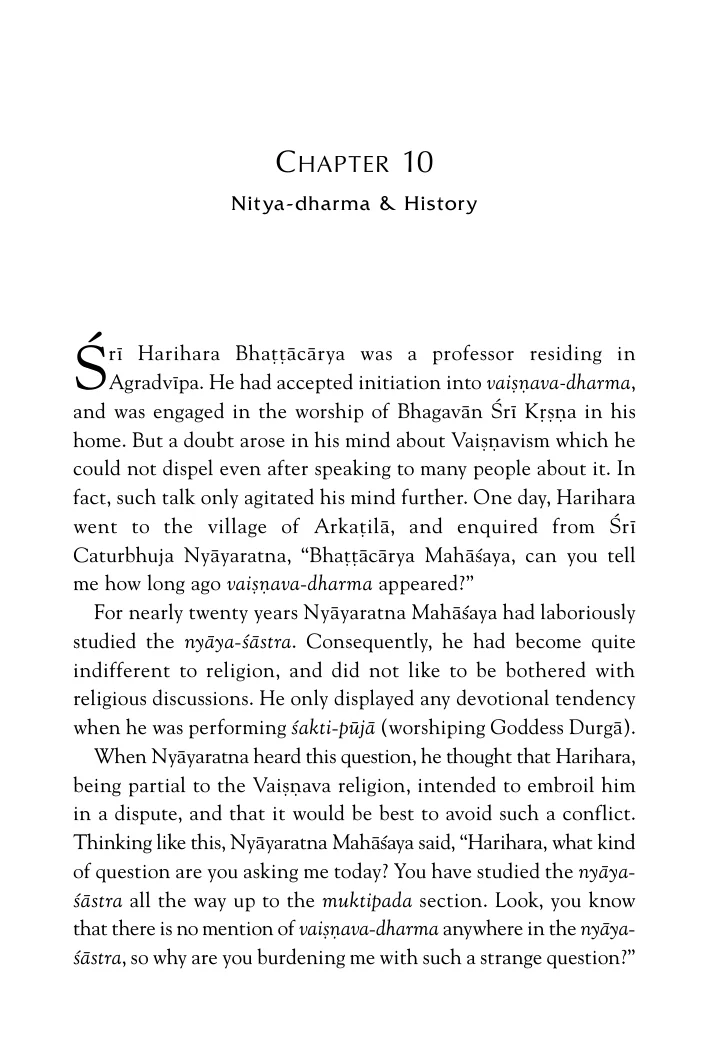 CHAPTER 10
Nitya-dharma & History
Śrī Harihara Bhaṭṭācārya was a professor residing in
Agradvīpa. He had accepted initiation into vaiṣṇava-dharma,
and was engaged in the worship of Bhagavān Śrī Kṛṣṇa in his
home. But a doubt arose in his mind about Vaiṣṇavism which he
could not dispel even after speaking to many people about it. In
fact, such talk only agitated his mind further. One day, Harihara
went to the village of Arkaṭilā, and enquired from Śrī
Caturbhuja Nyāyaratna, “Bhaṭṭācārya Mahāśaya, can you tell
me how long ago vaiṣṇava-dharma appeared?”
For nearly twenty years Nyāyaratna Mahāśaya had laboriously
studied the nyāya-śāstra. Consequently, he had become quite
indifferent to religion, and did not like to be bothered with
religious discussions. He only displayed any devotional tendency
when he was performing śakti-pūjā (worshiping Goddess Durgā).
When Nyāyaratna heard this question, he thought that Harihara,
being partial to the Vaiṣṇava religion, intended to embroil him
in a dispute, and that it would be best to avoid such a conflict.
Thinking like this, Nyāyaratna Mahāśaya said, “Harihara, what kind
of question are you asking me today? You have studied the nyāya-
śāstra all the way up to the muktipada section. Look, you know
that there is no mention of vaiṣṇava-dharma anywhere in the nyāya-
śāstra, so why are you burdening me with such a strange question?”